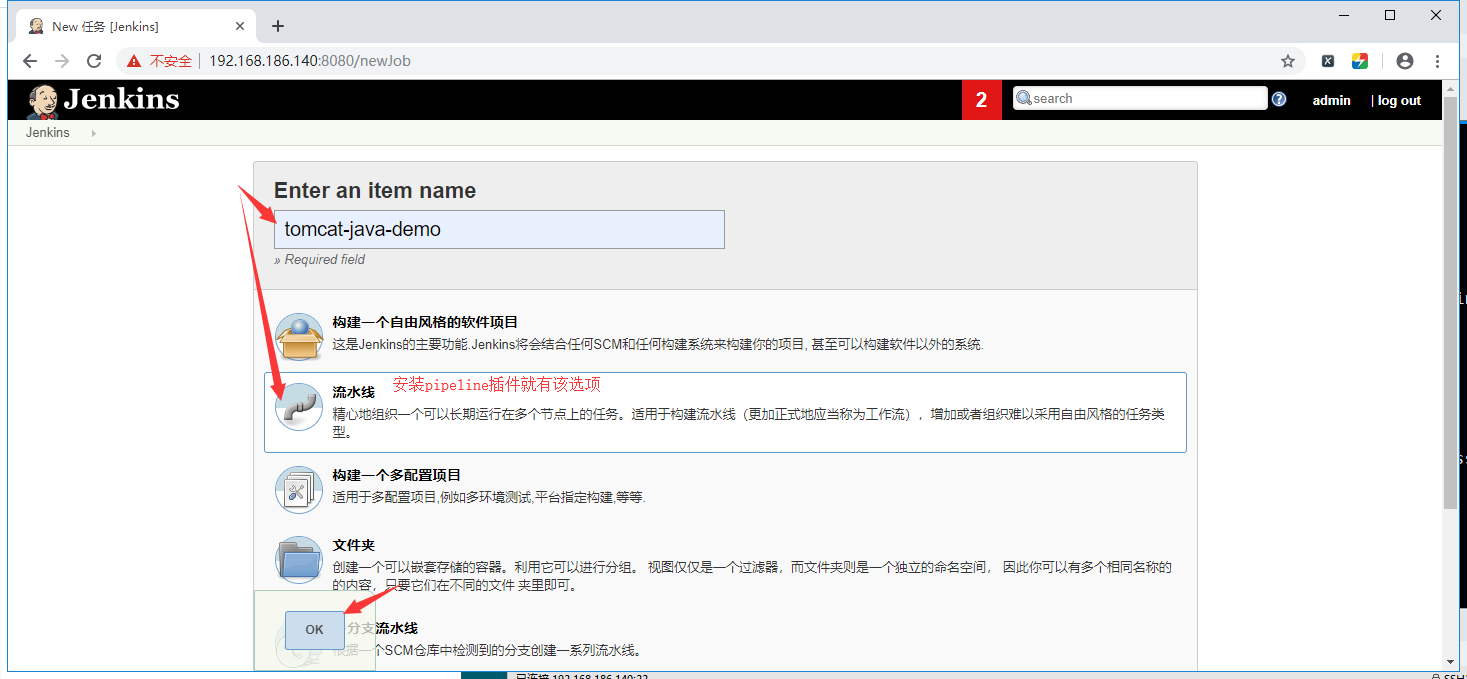 New 任务 [Jenkins]
不安全 | 192.168.186.140:8080/newJob
Jenkins
2
search
admin
| log out
Jenkins
Enter an item name
tomcat-java-demo
» Required field
构建一个自由风格的软件项目
这是Jenkins的主要功能.Jenkins将会结合任何SCM和任何构建系统来构建你的项目, 甚至可以构建软件以外的系统.
流水线
安装pipeline插件就有该选项
精心地组织一个可以长期运行在多个节点上的任务。适用于构建流水线（更加正式地应当称为工作流），增加或者组织难以采用自由风格的任务类
型。
构建一个多配置项目
适用于多配置项目,例如多环境测试,平台指定构建,等等.
文件夹
创建一个可以嵌套存储的容器。利用它可以进行分组。 视图仅仅是一个过滤器，而文件夹则是一个独立的命名空间， 因此你可以有多个相同名称的
的内容，只要它们在不同的文件 夹里即可。
OK
分支流水线
根据一个SCM仓库中检测到的分支创建一系列流水线。
已连接 192.168.186.140:22